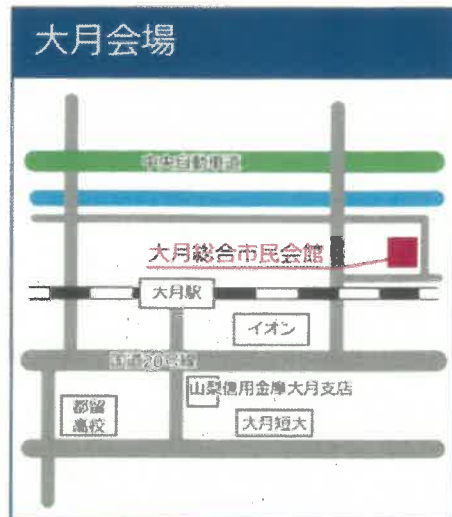 大月会場
中央自動車道
大月総合市民会館
大月駅
イオン
国道20号線
山梨信用金庫大月支店
都留
高校
大月短大